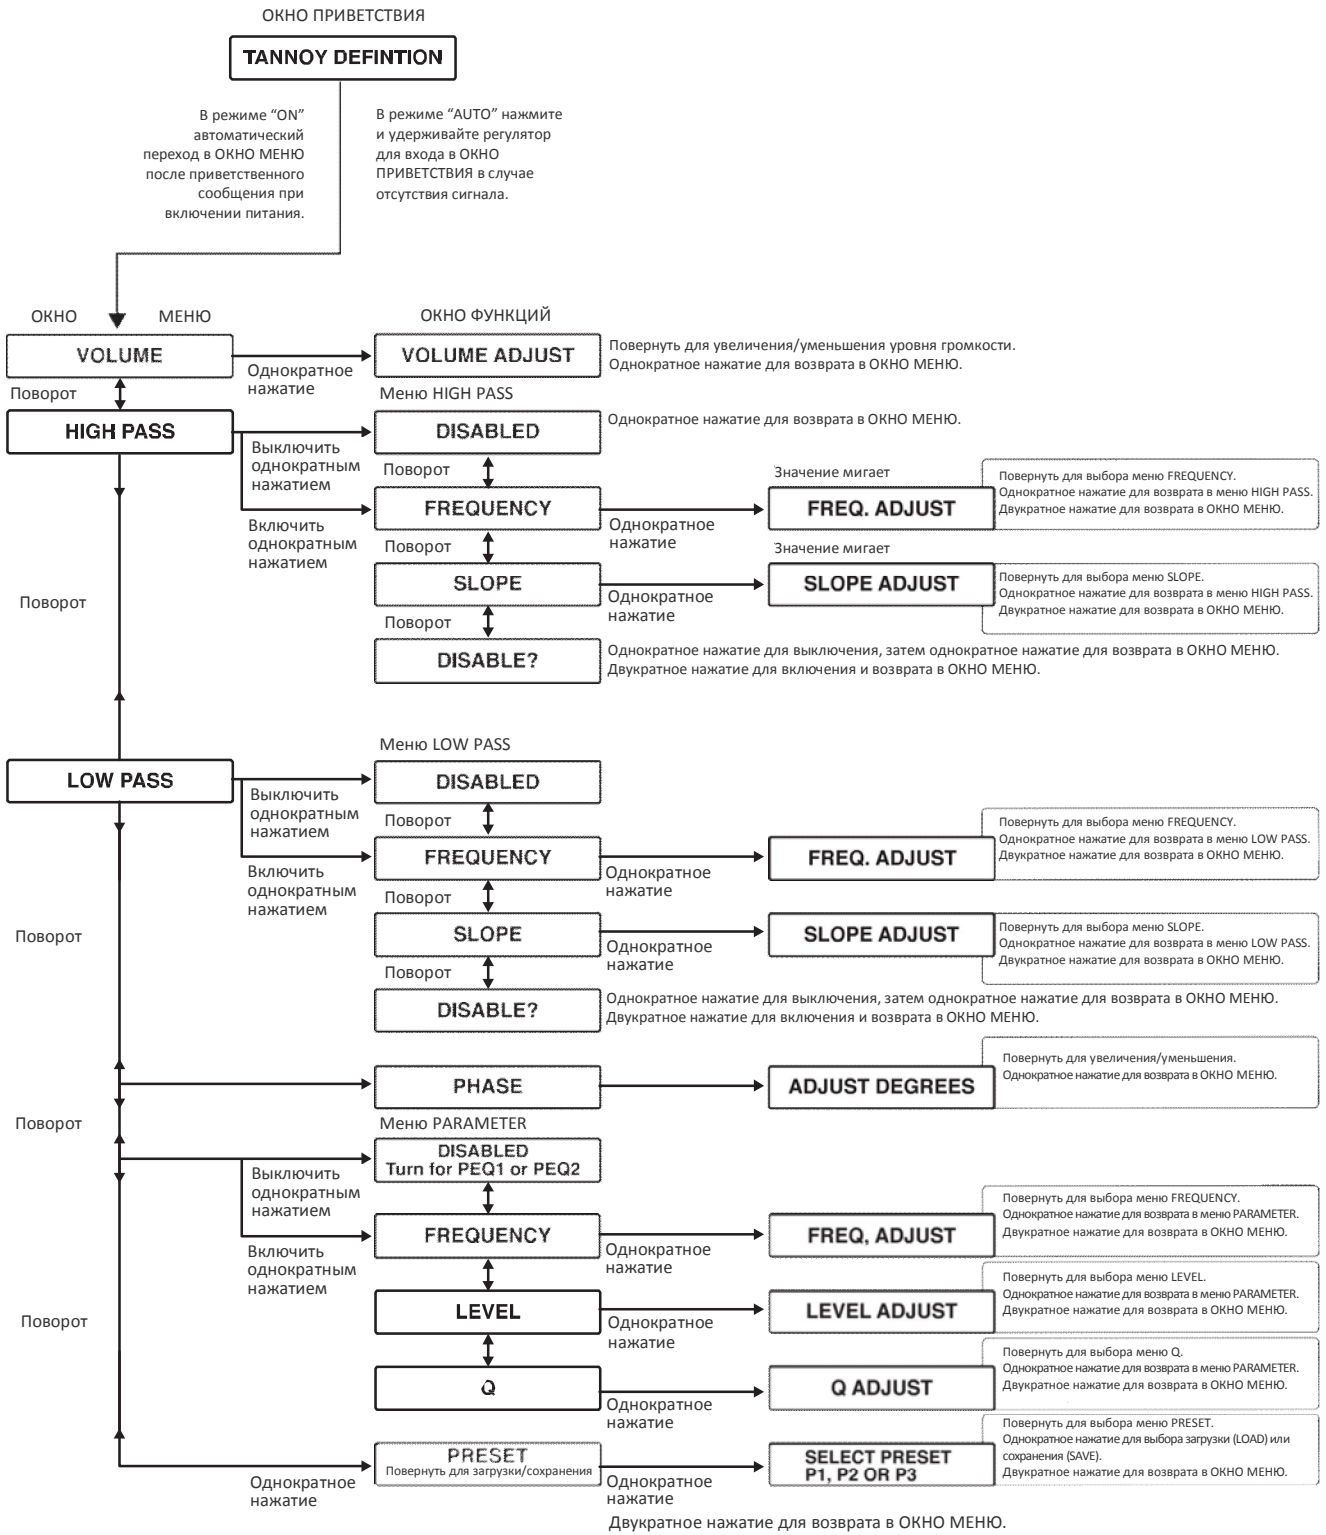 ОКНО ПРИВЕТСТВИЯ
TANNOY DEFINTION
В режиме “ON”
автоматический
переход в ОКНО МЕНЮ
после приветственного
сообщения при
включении питания.
В режиме “AUTO” нажмите
и удерживайте регулятор
для входа в ОКНО
ПРИВЕТСТВИЯ в случае
отсутствия сигнала.
ОКНО МЕНЮ
ОКНО ФУНКЦИЙ
VOLUME
Однократное
нажатие
VOLUME ADJUST
Повернуть для увеличения/уменьшения уровня громкости.
Однократное нажатие для возврата в ОКНО МЕНЮ.
Поворот
Меню HIGH PASS
HIGH PASS
Выключить
однократным
нажатием
DISABLED
Однократное нажатие для возврата в ОКНО МЕНЮ.
Поворот
Включить
однократным
нажатием
FREQUENCY
Однократное
нажатие
Значение мигает
FREQ. ADJUST
Повернуть для выбора меню FREQUENCY.
Однократное нажатие для возврата в меню HIGH PASS.
Двукратное нажатие для возврата в ОКНО МЕНЮ.
Поворот
SLOPE
Однократное
нажатие
Значение мигает
SLOPE ADJUST
Повернуть для выбора меню SLOPE.
Однократное нажатие для возврата в меню HIGH PASS.
Двукратное нажатие для возврата в ОКНО МЕНЮ.
Поворот
Поворот
DISABLE?
Однократное нажатие для выключения, затем однократное нажатие для возврата в ОКНО МЕНЮ.
Двукратное нажатие для включения и возврата в ОКНО МЕНЮ.
Меню LOW PASS
LOW PASS
Выключить
однократным
нажатием
DISABLED
Поворот
Включить
однократным
нажатием
FREQUENCY
Однократное
нажатие
FREQ. ADJUST
Повернуть для выбора меню FREQUENCY.
Однократное нажатие для возврата в меню LOW PASS.
Двукратное нажатие для возврата в ОКНО МЕНЮ.
Поворот
Поворот
SLOPE
Однократное
нажатие
SLOPE ADJUST
Повернуть для выбора меню SLOPE.
Однократное нажатие для возврата в меню LOW PASS.
Двукратное нажатие для возврата в ОКНО МЕНЮ.
Поворот
DISABLE?
Однократное нажатие для выключения, затем однократное нажатие для возврата в ОКНО МЕНЮ.
Двукратное нажатие для включения и возврата в ОКНО МЕНЮ.
PHASE
ADJUST DEGREES
Повернуть для увеличения/уменьшения.
Однократное нажатие для возврата в ОКНО МЕНЮ.
Поворот
Меню PARAMETER
DISABLED
Turn for PEQ1 or PEQ2
Выключить
однократным
нажатием
Включить
однократным
нажатием
FREQUENCY
Однократное
нажатие
FREQ, ADJUST
Повернуть для выбора меню FREQUENCY.
Однократное нажатие для возврата в меню PARAMETER.
Двукратное нажатие для возврата в ОКНО МЕНЮ.
Поворот
LEVEL
Однократное
нажатие
LEVEL ADJUST
Повернуть для выбора меню LEVEL.
Однократное нажатие для возврата в меню PARAMETER.
Двукратное нажатие для возврата в ОКНО МЕНЮ.
Q
Однократное
нажатие
Q ADJUST
Повернуть для выбора меню Q.
Однократное нажатие для возврата в меню PARAMETER.
Двукратное нажатие для возврата в ОКНО МЕНЮ.
Однократное
нажатие
PRESET
Повернуть для загрузки/сохранения
Однократное
нажатие
SELECT PRESET
P1, P2 OR P3
Повернуть для выбора меню PRESET.
Однократное нажатие для выбора загрузки (LOAD) или
сохранения (SAVE).
Двукратное нажатие для возврата в ОКНО МЕНЮ.
Двукратное нажатие для возврата в ОКНО МЕНЮ.